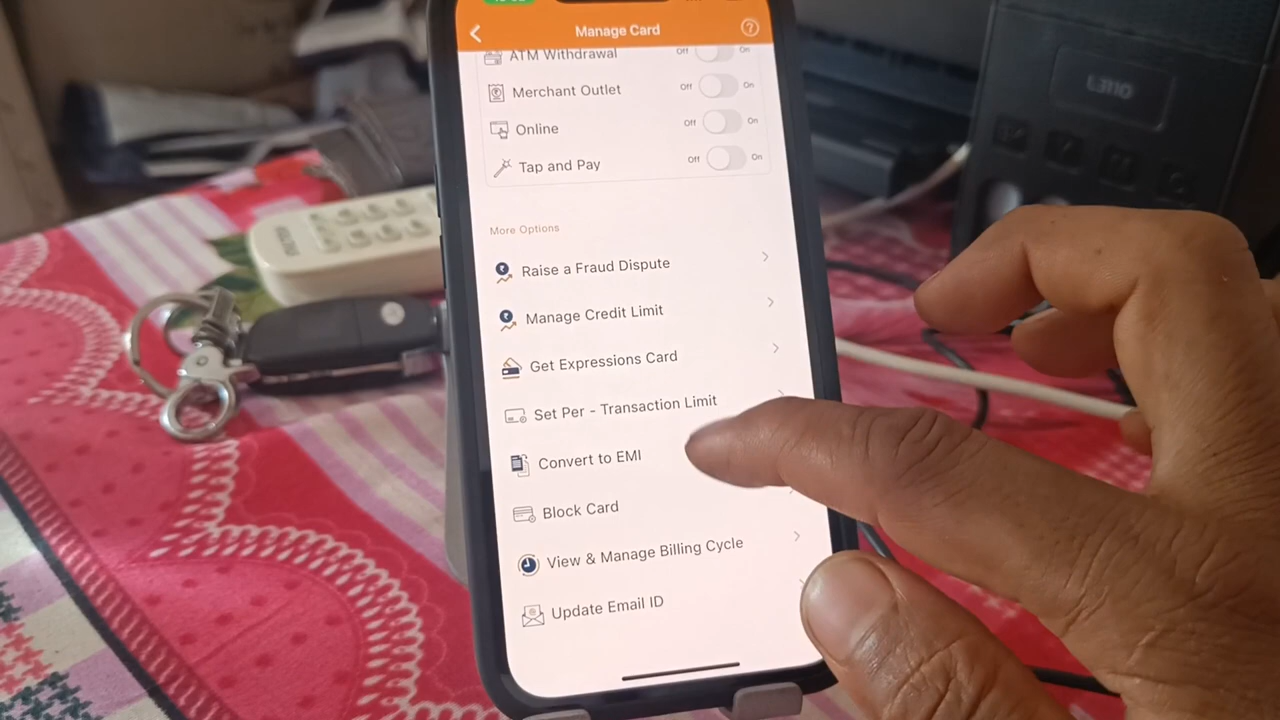 Manage Card
?
ATM Withdrawal Off On
Merchant Outlet Off On
Online Off On
Tap and Pay Off On
More Options
Raise a Fraud Dispute
Manage Credit Limit
Get Expressions Card
Set Per - Transaction Limit
Convert to EMI
Block Card
View & Manage Billing Cycle
Update Email ID
L3110